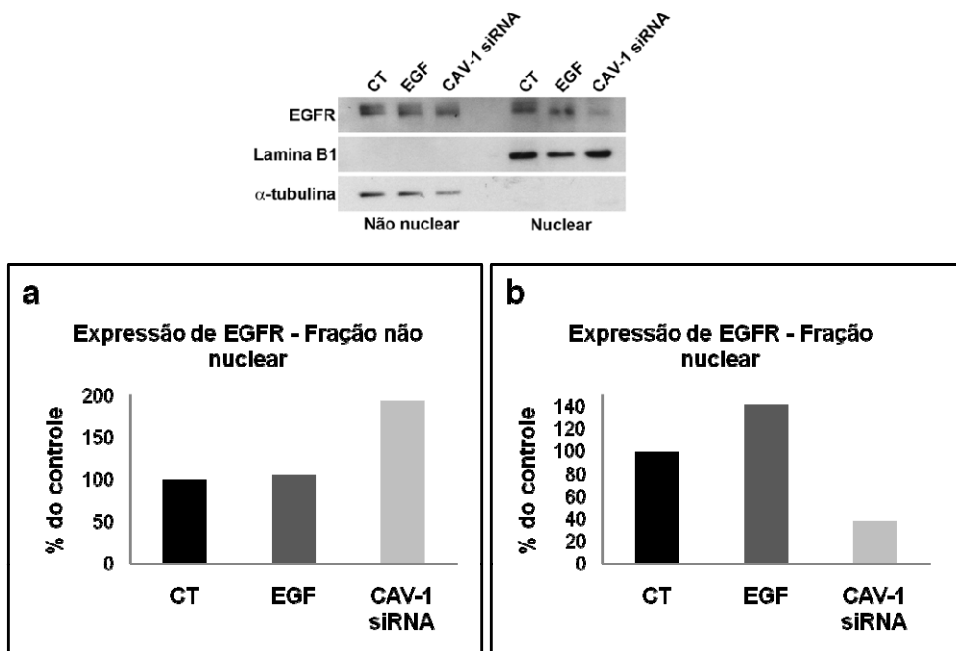 CT EGF CAV-1 siRNA CT EGF CAV-1 siRNA
EGFR
Lamina B1
α-tubulina
Não nuclear Nuclear
a
Expressão de EGFR - Fração não
nuclear
% do controle
200
150
100
50
0
CT EGF CAV-1
siRNA
b
Expressão de EGFR - Fração
nuclear
% do controle
140
120
100
80
60
40
20
0
CT EGF CAV-1
siRNA